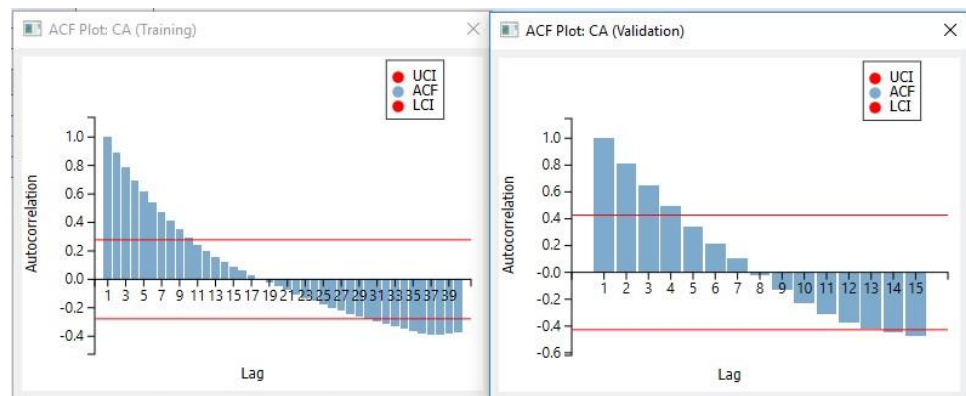 ACF Plot: CA (Training)
UCI
ACF
LCI
1.0
0.8
0.6
0.4
0.2
0.0
-0.2
-0.4
Autocorrelation
1 3 5 7 9 11 13 15 17 19 21 23 25 27 29 31 33 35 37 39
Lag
ACF Plot: CA (Validation)
UCI
ACF
LCI
1.0
0.8
0.6
0.4
0.2
-0.0
-0.2
-0.4
-0.6
Autocorrelation
1 2 3 4 5 6 7 8 9 10 11 12 13 14 15
Lag